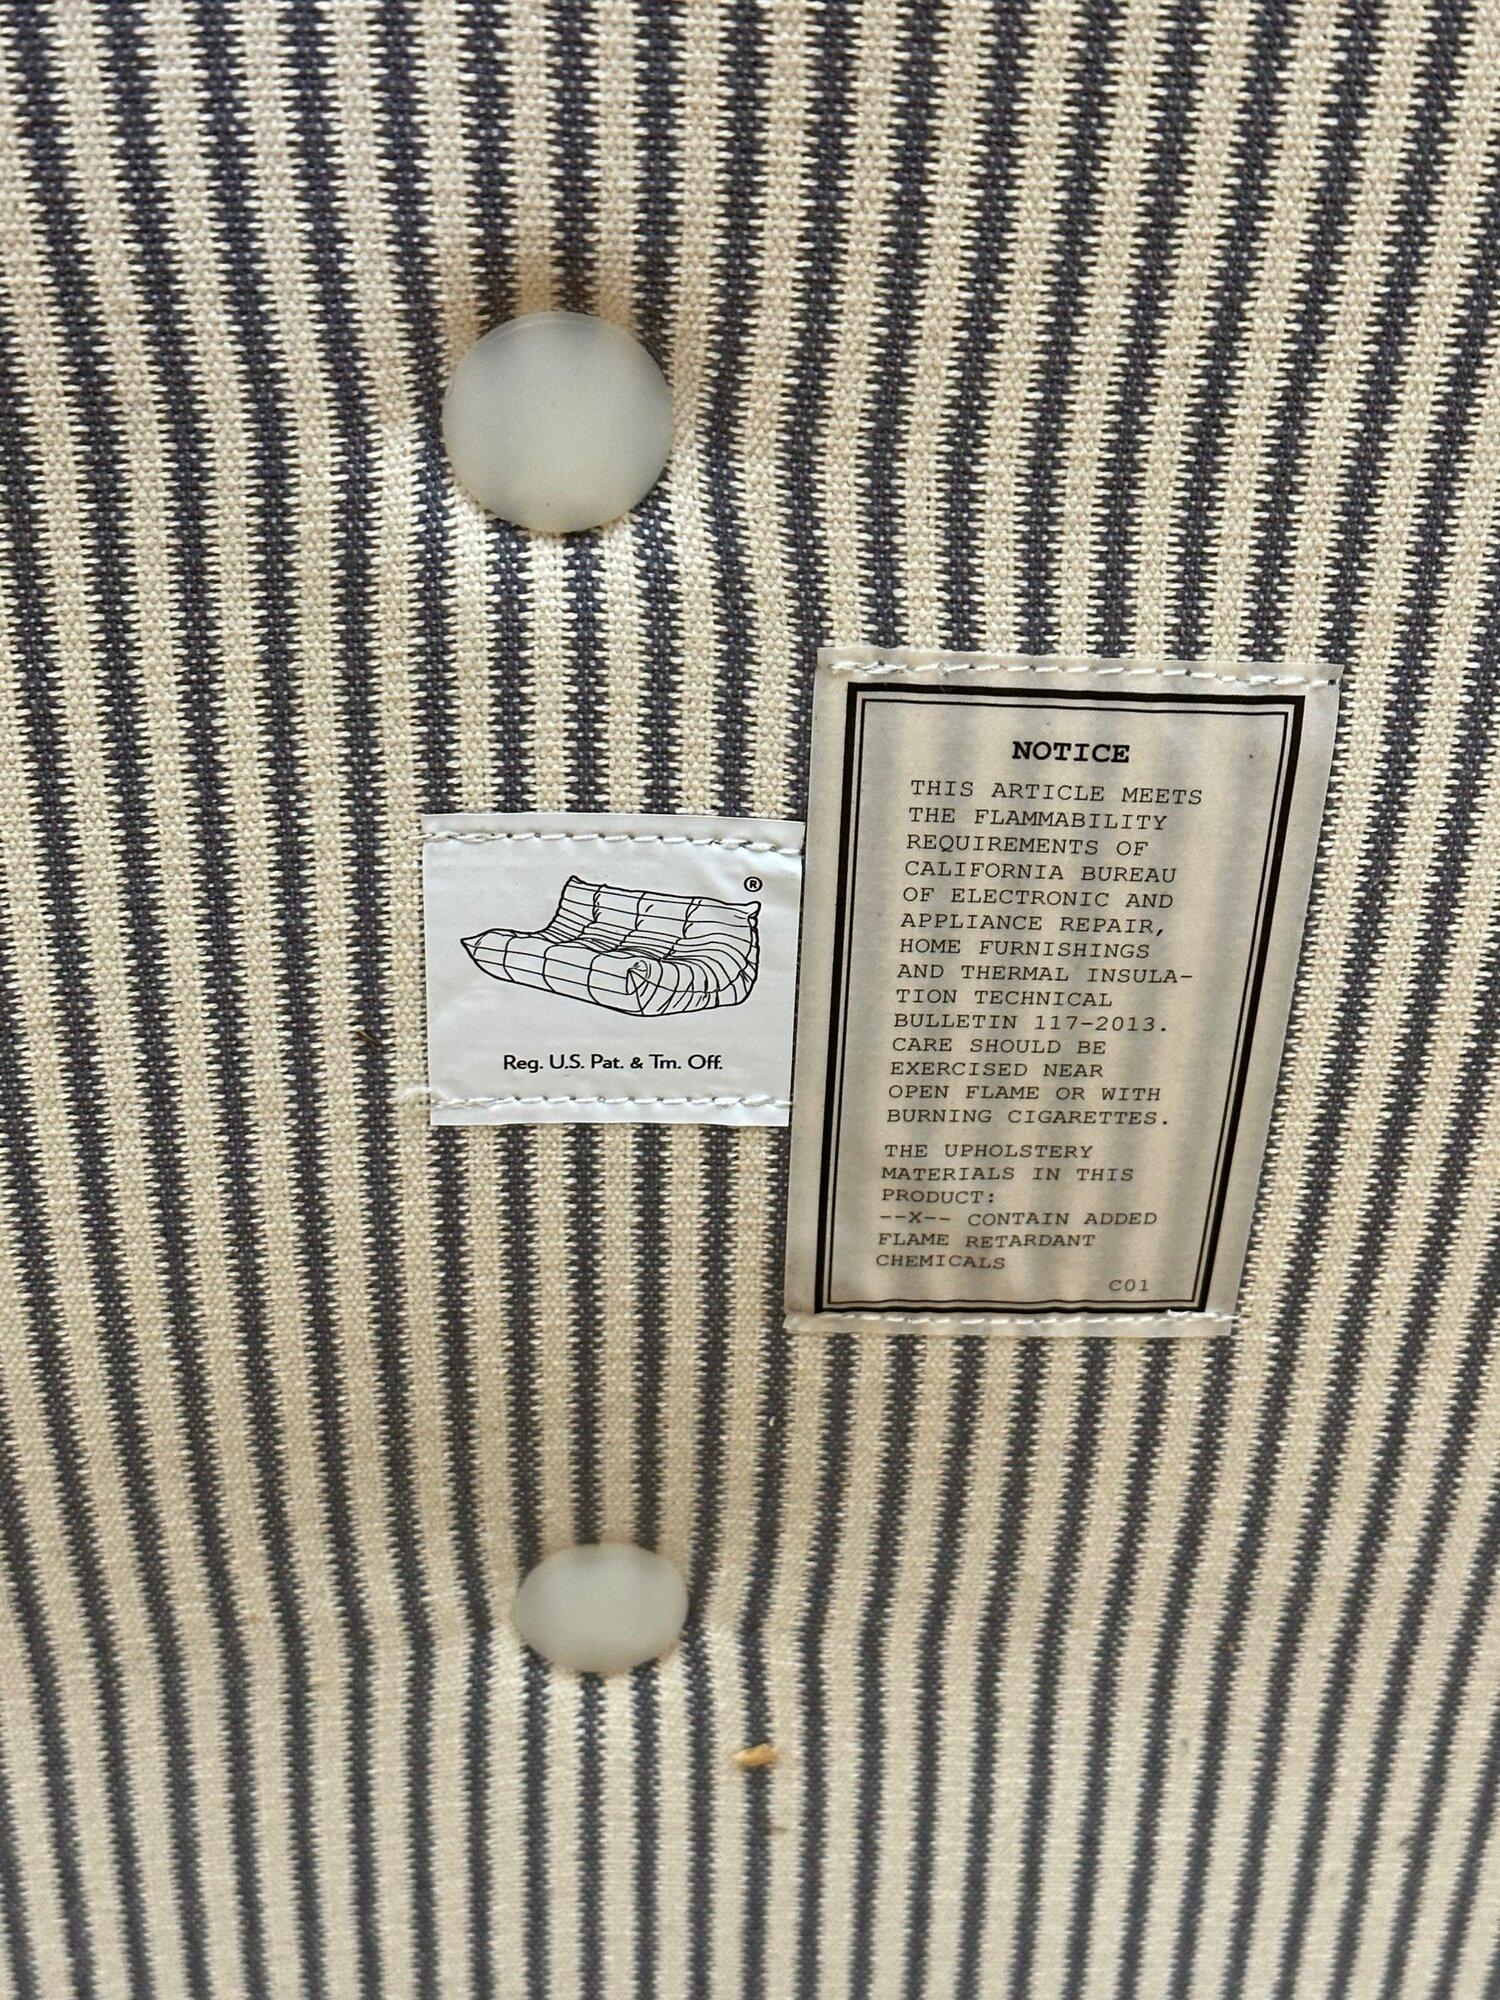 ®
Reg. U.S. Pat. & Tm. Off.
NOTICE
THIS ARTICLE MEETS
THE FLAMMABILITY
REQUIREMENTS OF
CALIFORNIA BUREAU
OF ELECTRONIC AND
APPLIANCE REPAIR,
HOME FURNISHINGS
AND THERMAL INSULA-
TION TECHNICAL
BULLETIN 117-2013.
CARE SHOULD BE
EXERCISED NEAR
OPEN FLAME OR WITH
BURNING CIGARETTES.
THE UPHOLSTERY
MATERIALS IN THIS
PRODUCT:
--X-- CONTAIN ADDED
FLAME RETARDANT
CHEMICALS
C01